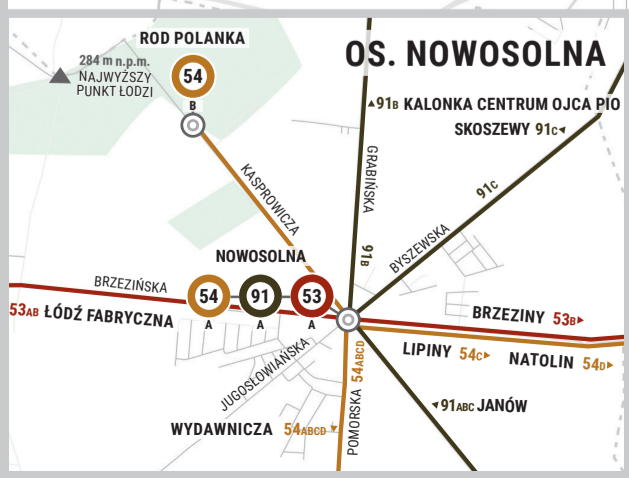 ROD POLANKA
54
B
284 m n.p.m.
NAJWYŻSZY
PUNKT ŁODZI
OS. NOWOSOLNA
91B KALONKA CENTRUM OJCA PIO
SKOSZEWY 91C
KASPROWICZA
GRABIŃSKA
91C
BYSZEWSKA
91B
NOWOSOLNA
BRZEZIŃSKA
54
91
53
A
A
A
53AB ŁÓDŹ FABRYCZNA
BRZEZINY 53B
LIPINY 54C
NATOLIN 54D
JUGOSŁOWIAŃSKA
POMORSKA 54ABCD
91ABC JANÓW
WYDAWNICZA 54ABCD